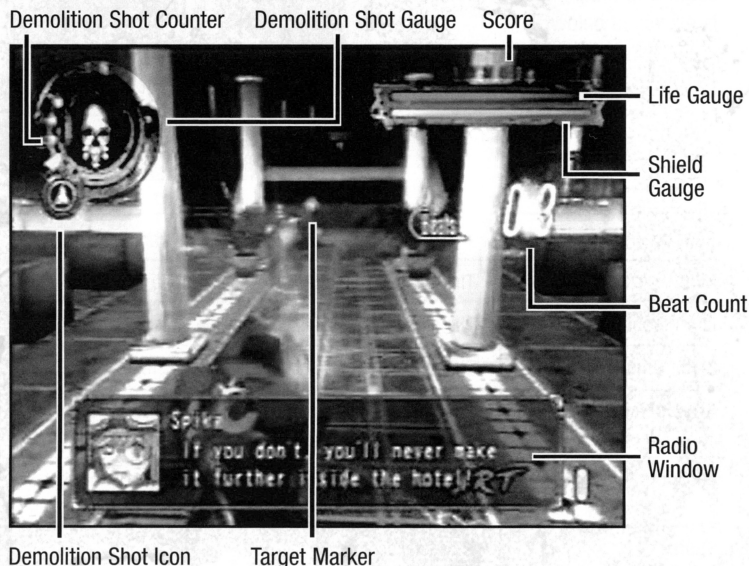 Demolition Shot Counter
Demolition Shot Gauge
Score
Life Gauge
Shield
Gauge
Beats
03
Beat Count
Spike
If you don't, you'll never make
it further inside the hotel!
Radio
Window
Demolition Shot Icon
Target Marker